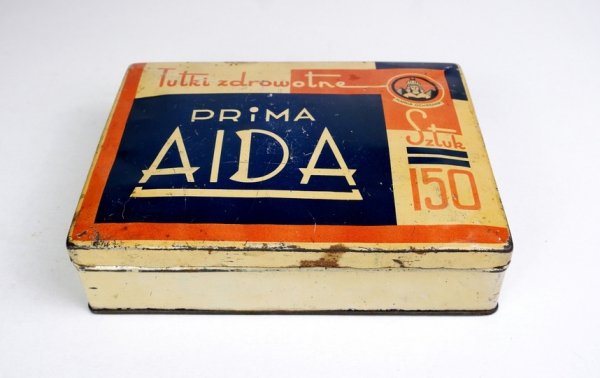 Tutki zdrowotne
PRiMA
AIDA
Sztuk
150